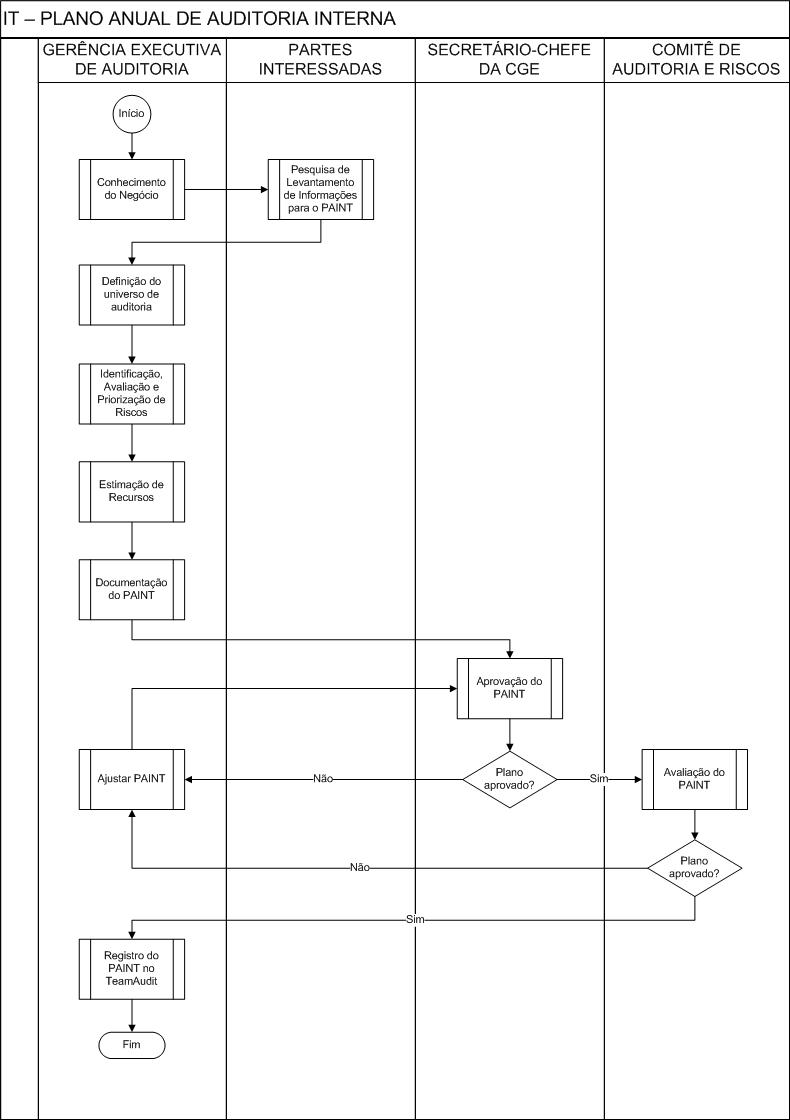 IT – PLANO ANUAL DE AUDITORIA INTERNA
GERÊNCIA EXECUTIVA
DE AUDITORIA
PARTES
INTERESSADAS
SECRETÁRIO-CHEFE
DA CGE
COMITÊ DE
AUDITORIA E RISCOS
Início
Conhecimento
do Negócio
Pesquisa de
Levantamento
de Informações
para o PAINT
Definição do
universo de
auditoria
Identificação,
Avaliação e
Priorização de
Riscos
Estimação de
Recursos
Documentação
do PAINT
Aprovação do
PAINT
Ajustar PAINT
Não
Plano
aprovado?
Sim
Avaliação do
PAINT
Não
Plano
aprovado?
Sim
Registro do
PAINT no
TeamAudit
Fim